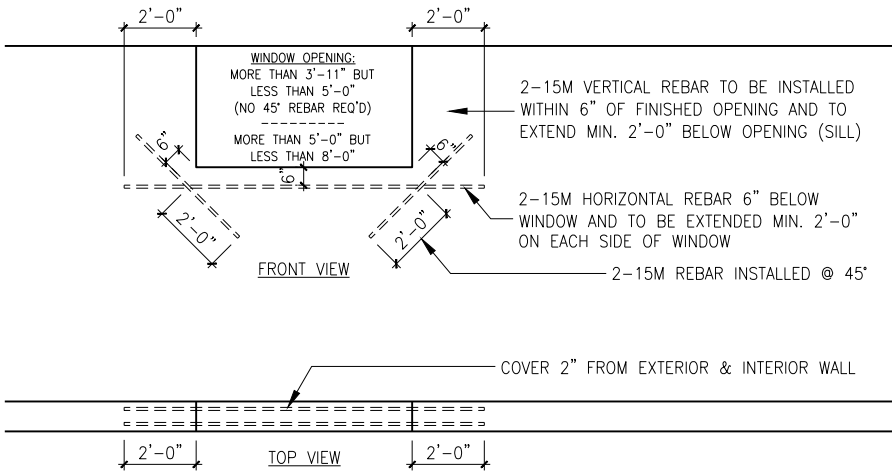 2'-0"
2'-0"
WINDOW OPENING:
MORE THAN 3'-11" BUT
LESS THAN 5'-0"
(NO 45° REBAR REQ'D)
MORE THAN 5'-0" BUT
LESS THAN 8'-0"
2-15M VERTICAL REBAR TO BE INSTALLED
WITHIN 6" OF FINISHED OPENING AND TO
EXTEND MIN. 2'-0" BELOW OPENING (SILL)
6"
6"
6"
2'-0"
2'-0"
2-15M HORIZONTAL REBAR 6" BELOW
WINDOW AND TO BE EXTENDED MIN. 2'-0"
ON EACH SIDE OF WINDOW
FRONT VIEW
2-15M REBAR INSTALLED @ 45°
COVER 2" FROM EXTERIOR & INTERIOR WALL
2'-0"
2'-0"
TOP VIEW